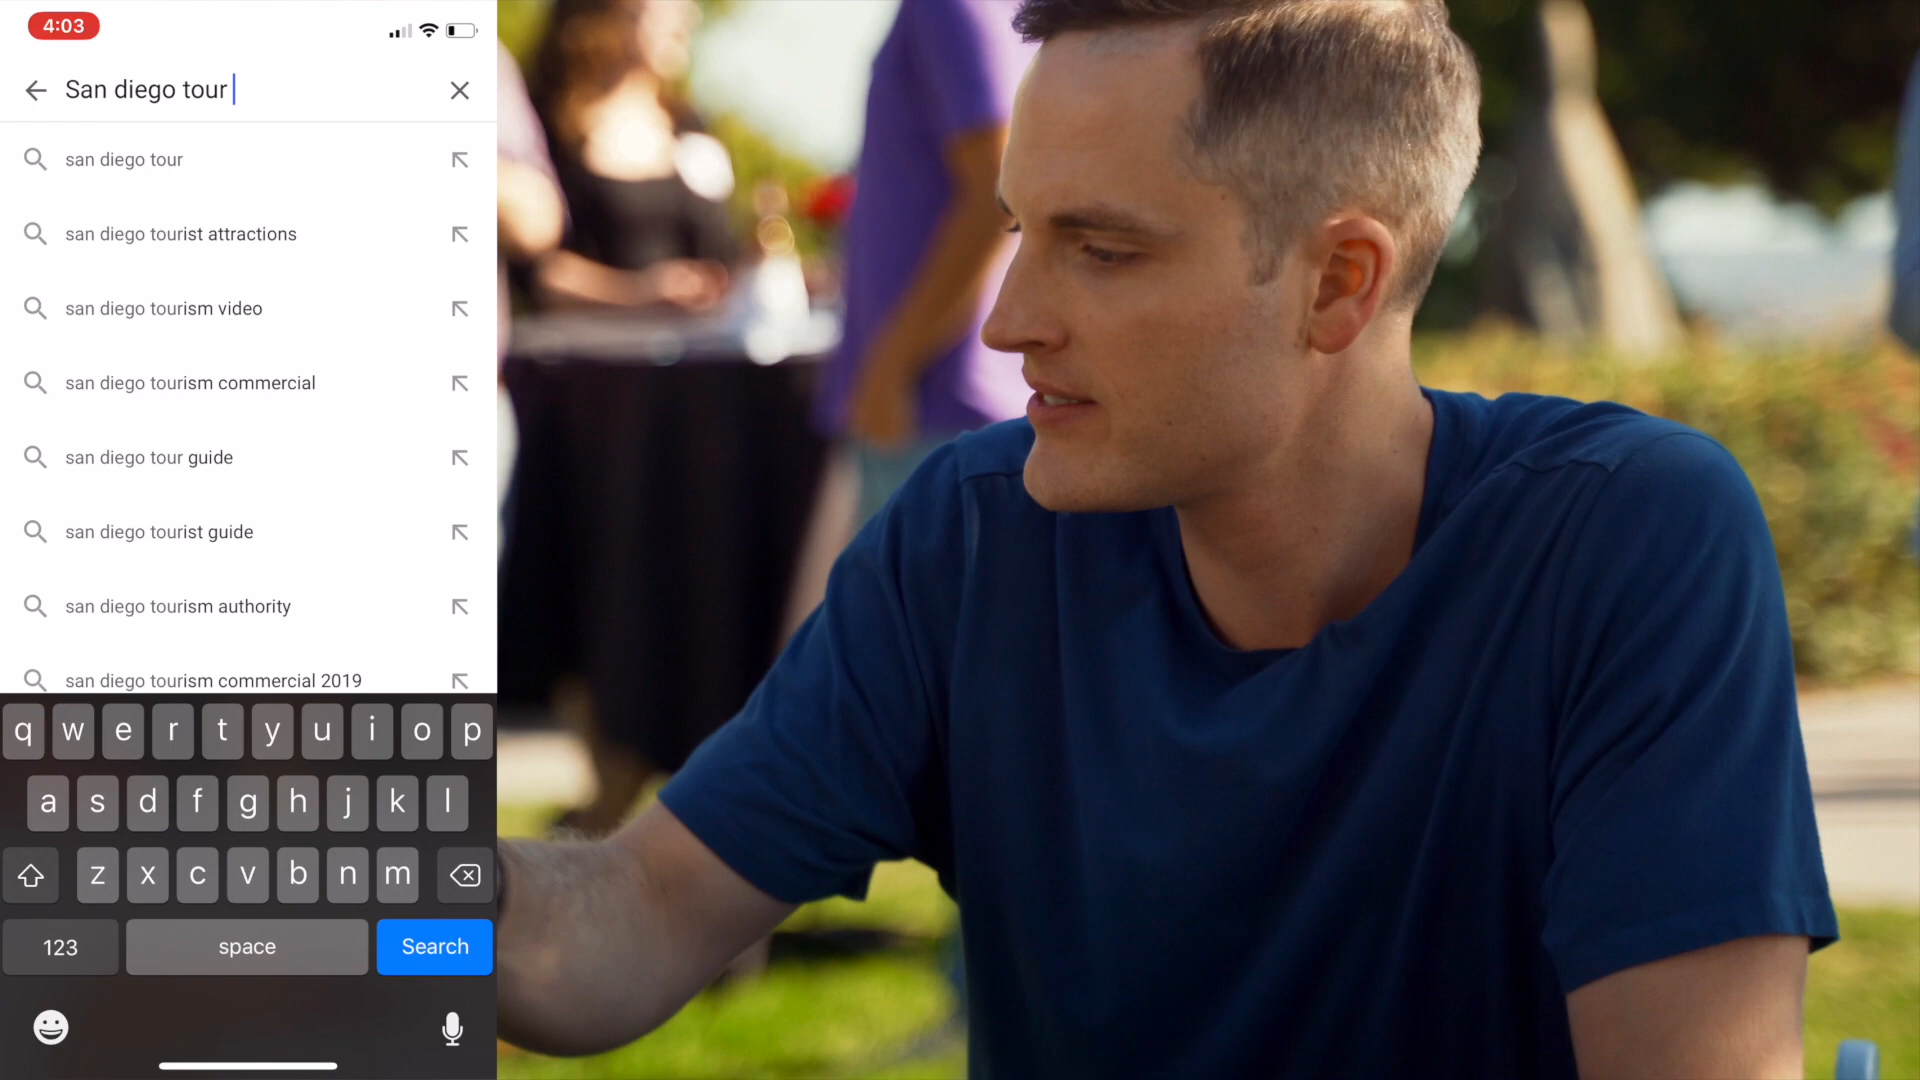 4:03
San diego tour
san diego tour
san diego tourist attractions
san diego tourism video
san diego tourism commercial
san diego tour guide
san diego tourist guide
san diego tourism authority
san diego tourism commercial 2019
q w e r t y u i o p
a s d f g h j k l
z x c v b n m
123 space Search